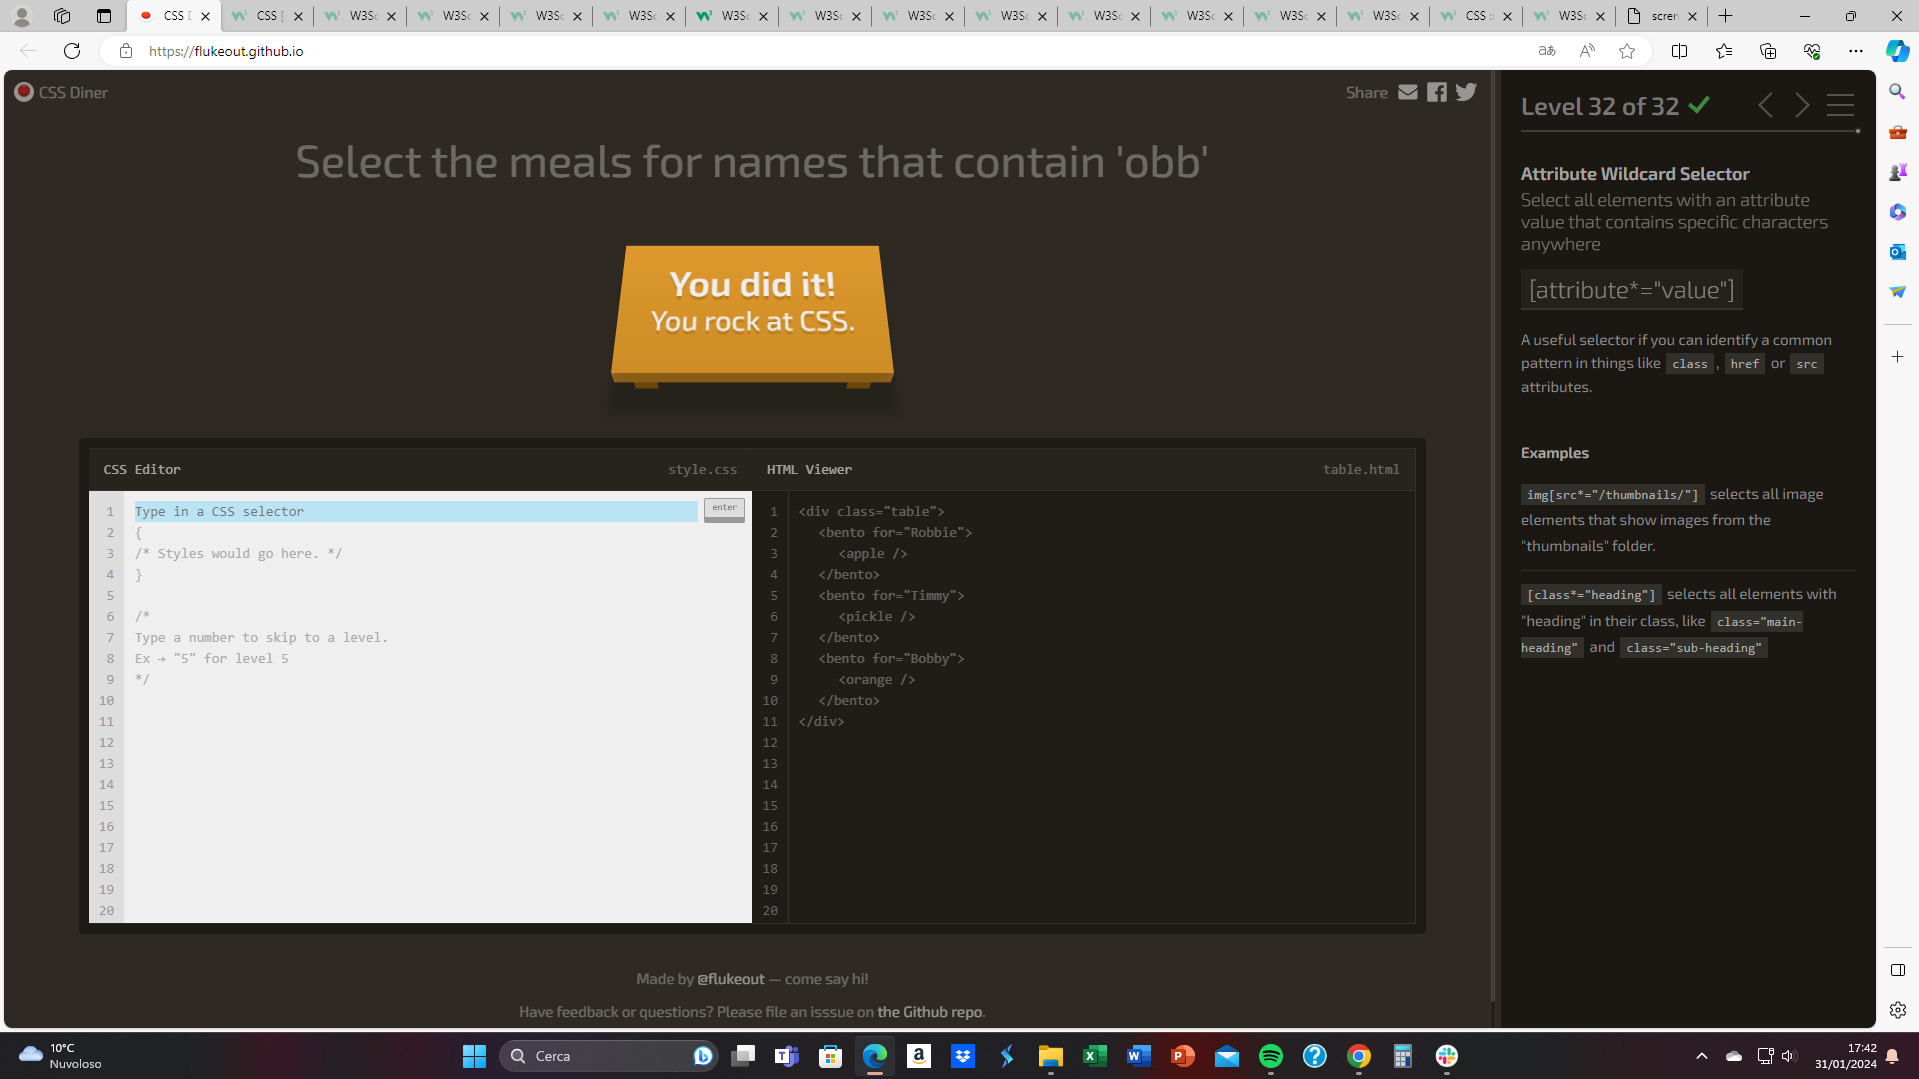 CSS D
CSS [
W3Sc
W3Sc
W3Sc
W3Sc
W3Sc
W3Sc
W3Sc
W3Sc
W3Sc
W3Sc
W3Sc
W3Sc
CSS :r
W3Sc
scren
https://flukeout.github.io
CSS Diner
Share
Select the meals for names that contain 'obb'
You did it!
You rock at CSS.
CSS Editor
style.css
HTML Viewer
table.html
1 Type in a CSS selector
enter
2 {
3 /* Styles would go here. */
4 }
5
6 /*
7 Type a number to skip to a level.
8 Ex → "5" for level 5
9 */
10
11
12
13
14
15
16
17
18
19
20
1 <div class="table">
2 <bento for="Robbie">
3 <apple />
4 </bento>
5 <bento for="Timmy">
6 <pickle />
7 </bento>
8 <bento for="Bobby">
9 <orange />
10 </bento>
11 </div>
12
13
14
15
16
17
18
19
20
Made by @flukeout — come say hi!
Have feedback or questions? Please file an isssue on the Github repo.
Level 32 of 32
Attribute Wildcard Selector
Select all elements with an attribute
value that contains specific characters
anywhere
[attribute*="value"]
A useful selector if you can identify a common
pattern in things like class , href or src
attributes.
Examples
img[src*="/thumbnails/"] selects all image
elements that show images from the
"thumbnails" folder.
[class*="heading"] selects all elements with
"heading" in their class, like class="main-
heading" and class="sub-heading"
10°C
Nuvoloso
Cerca
17:42
31/01/2024